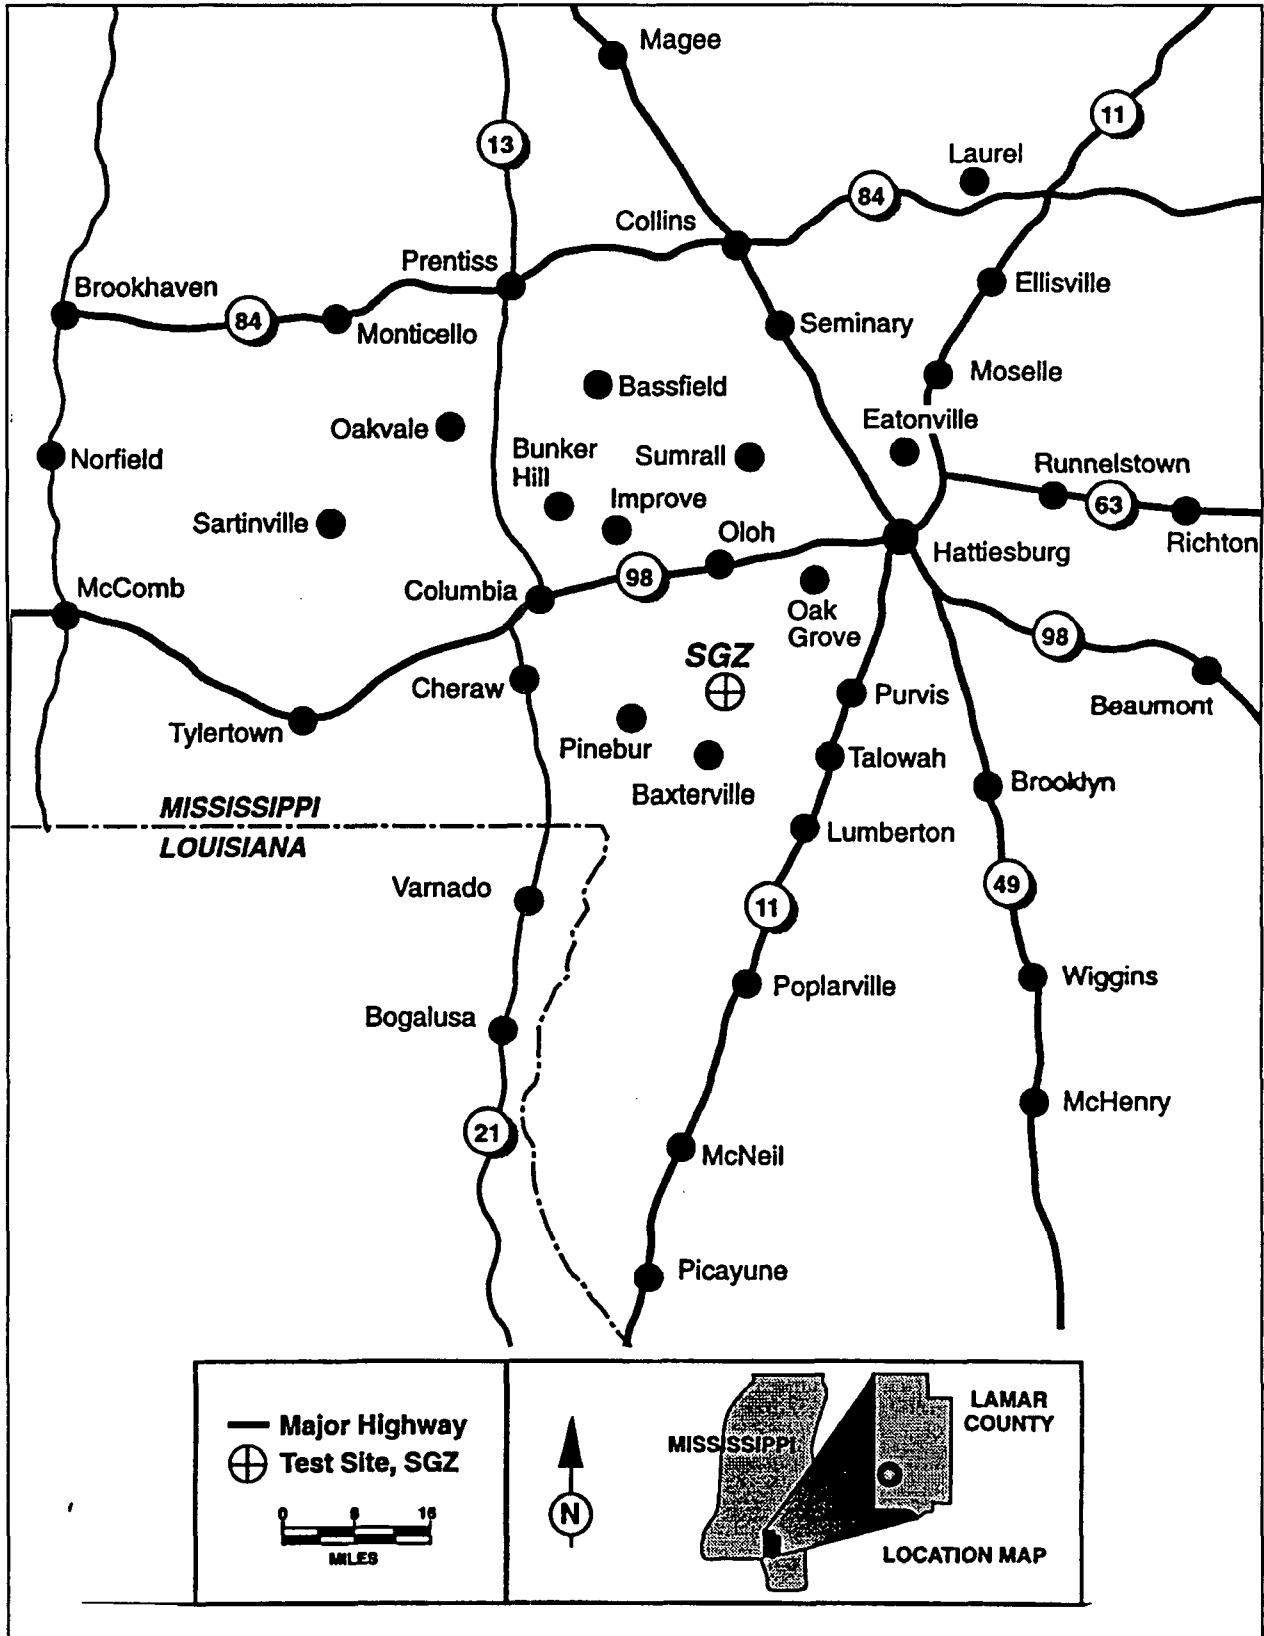 Magee
11
13
Laurel
84
Collins
Prentiss
Brookhaven
Ellisville
84
Monticello
Seminary
Moselle
Bassfield
Eatonville
Oakvale
Bunker
Hill
Sumrall
Norfield
Runnelstown
Improve
63
Sartinville
Oloh
Hattiesburg
Richton
McComb
Columbia
98
Oak
Grove
98
SGZ
Cheraw
Purvis
Beaumont
Tylertown
Pinebur
Talowah
Baxterville
Brooklyn
MISSISSIPPI
Lumberton
LOUISIANA
Varnado
49
11
Wiggins
Poplarville
Bogalusa
McHenry
21
McNeil
Picayune
Major Highway
Test Site, SGZ
0 8 16
MILES
N
LAMAR
COUNTY
MISSISSIPPI
LOCATION MAP